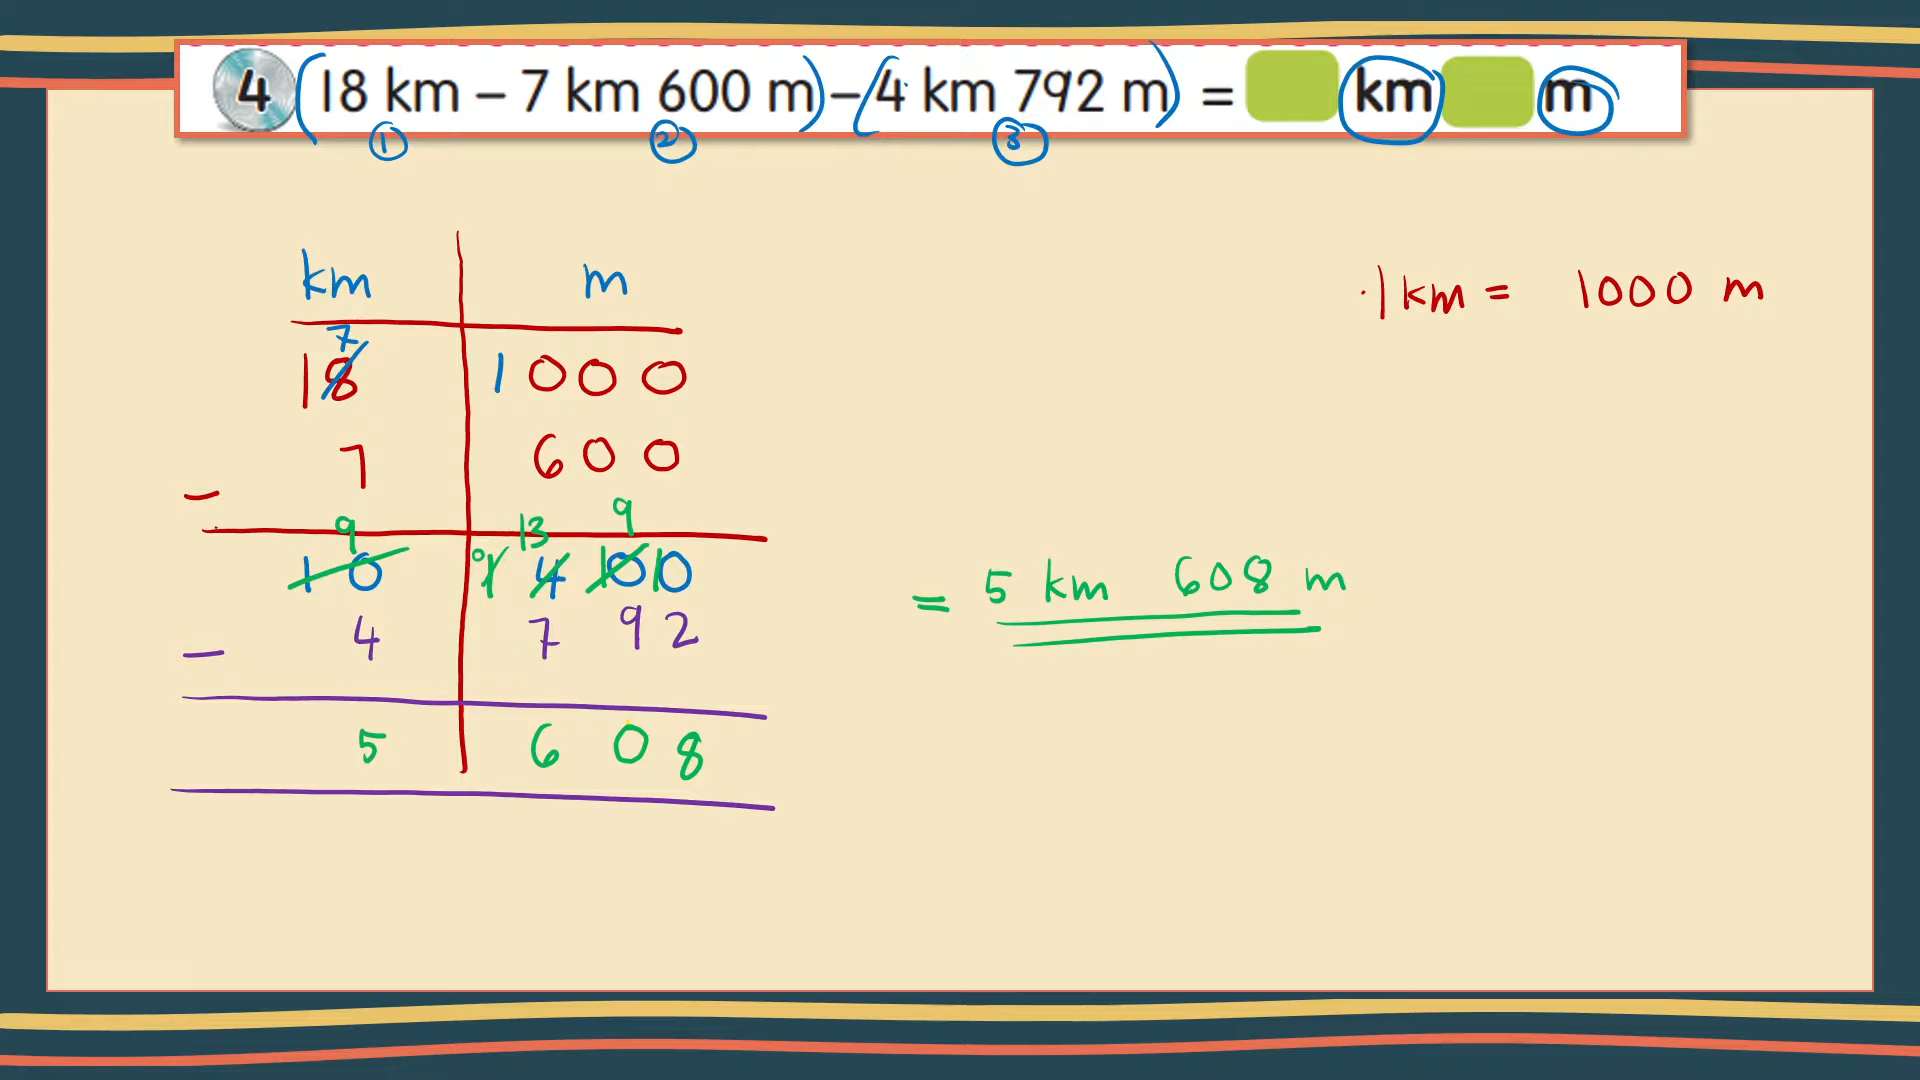 4 (18 km – 7 km 600 m) – (4 km 792 m) = km m
1 2 3
km m
1 km = 1000 m
7
18 1000
7 600
–
9 13 9
10 0 1 4 10 10
4 7 92
–
= 5 km 608 m
5 6 0 8